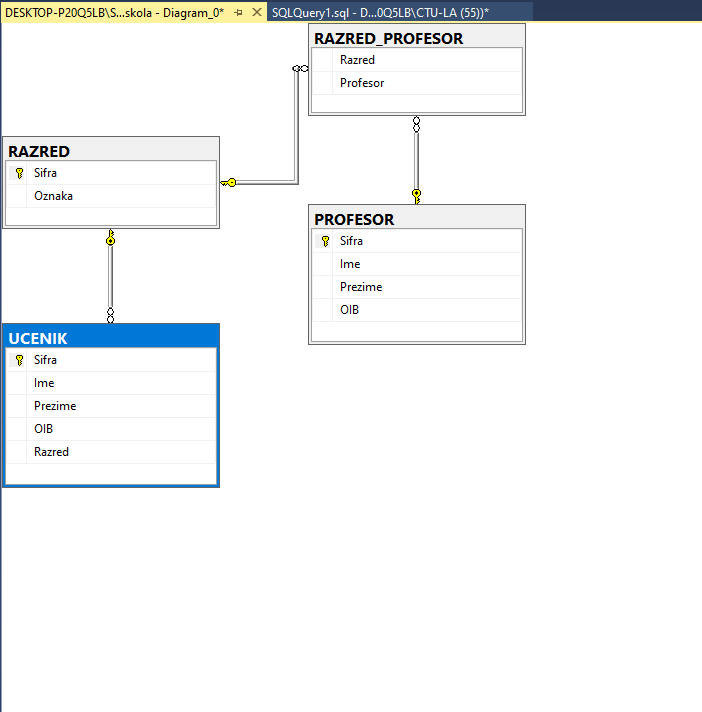 DESKTOP-P20Q5LB\S...skola - Diagram_0*
SQLQuery1.sql - D...0Q5LB\CTU-LA (55))*
RAZRED_PROFESOR
Razred
Profesor
RAZRED
Sifra
Oznaka
PROFESOR
Sifra
Ime
Prezime
OIB
UCENIK
Sifra
Ime
Prezime
OIB
Razred